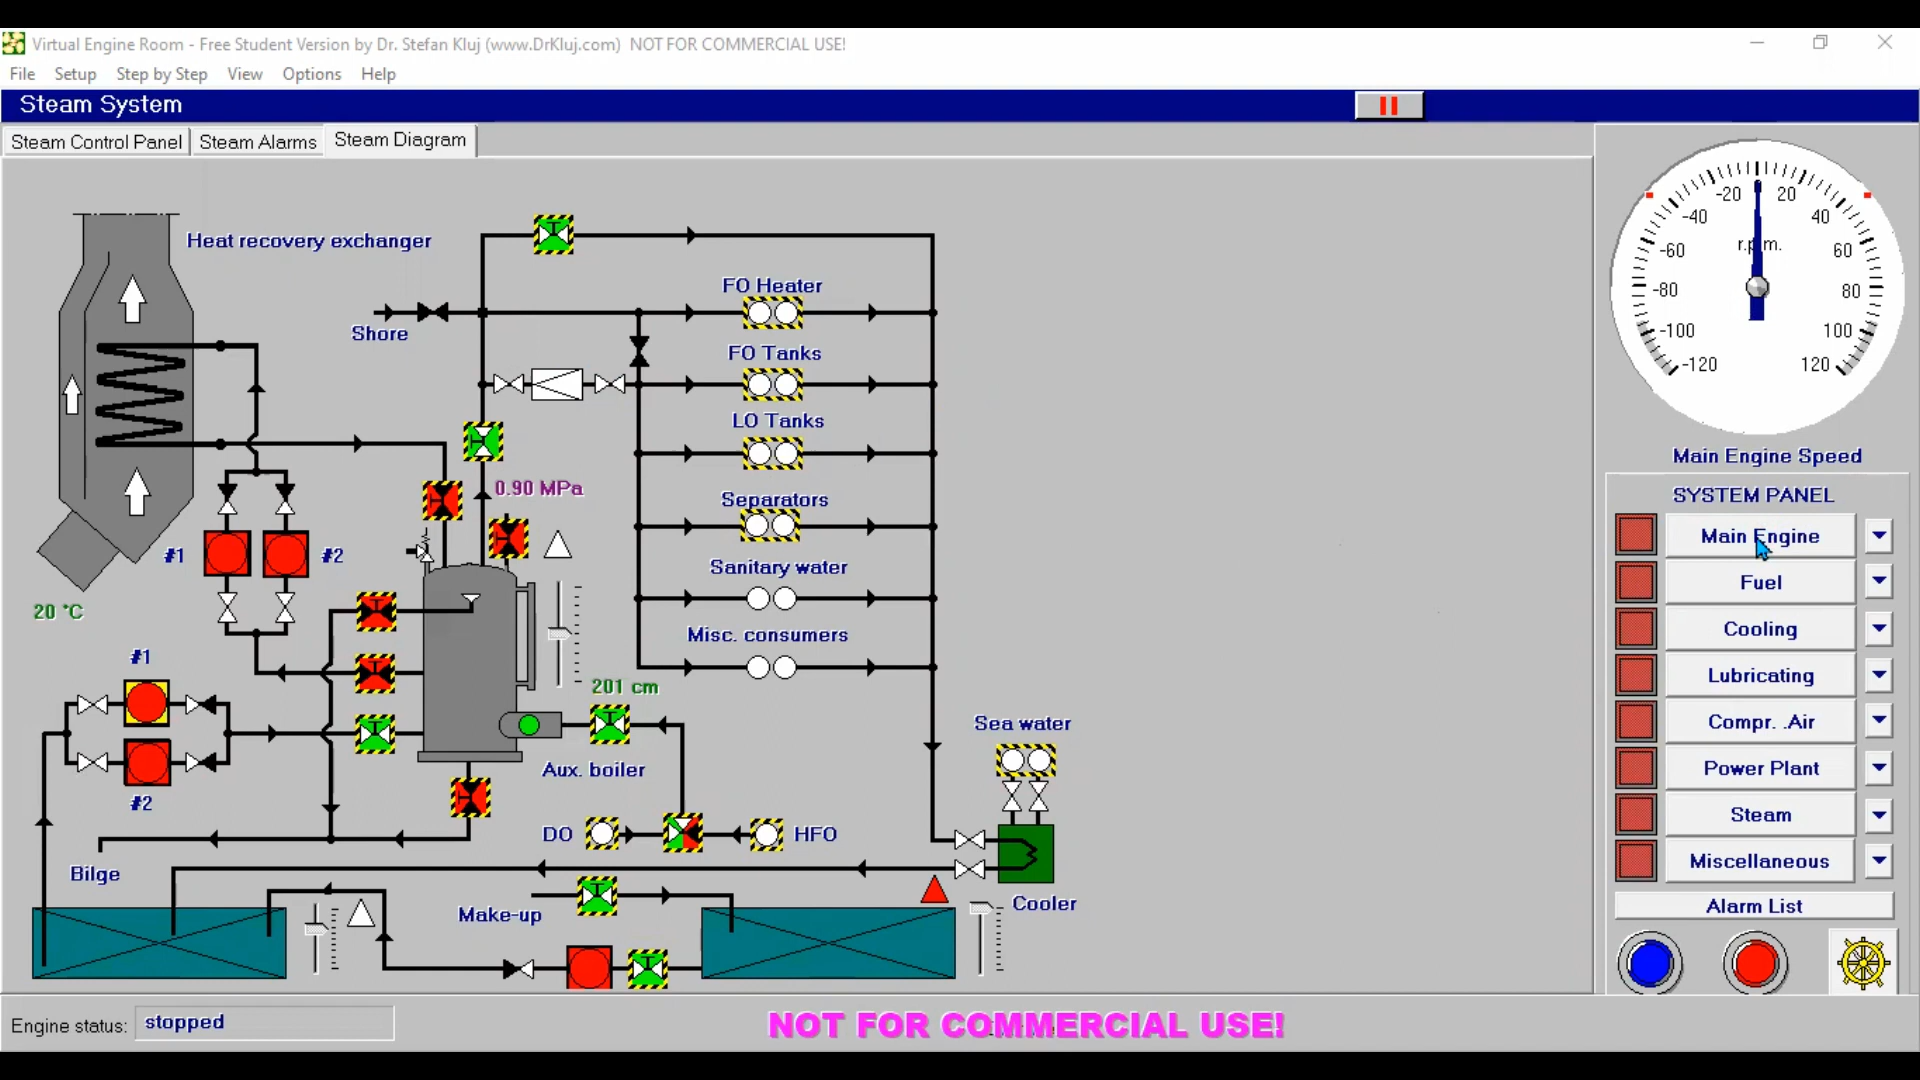 Virtual Engine Room - Free Student Version by Dr. Stefan Kluj (www.DrKluj.com)  NOT FOR COMMERCIAL USE!
File Setup Step by Step View Options Help
Steam System
Steam Control Panel Steam Alarms Steam Diagram
Heat recovery exchanger
Shore
FO Heater
FO Tanks
LO Tanks
0.90 MPa
Separators
#1 #2
Sanitary water
20 °C
Misc. consumers
#1
201 cm
Sea water
Aux. boiler
#2
DO HFO
Bilge
Make-up
Cooler
-20 20
-40 40
r.p.m.
-60 60
-80 80
-100 100
-120 120
Main Engine Speed
SYSTEM PANEL
Main Engine
Fuel
Cooling
Lubricating
Compr. .Air
Power Plant
Steam
Miscellaneous
Alarm List
Engine status: stopped
NOT FOR COMMERCIAL USE!